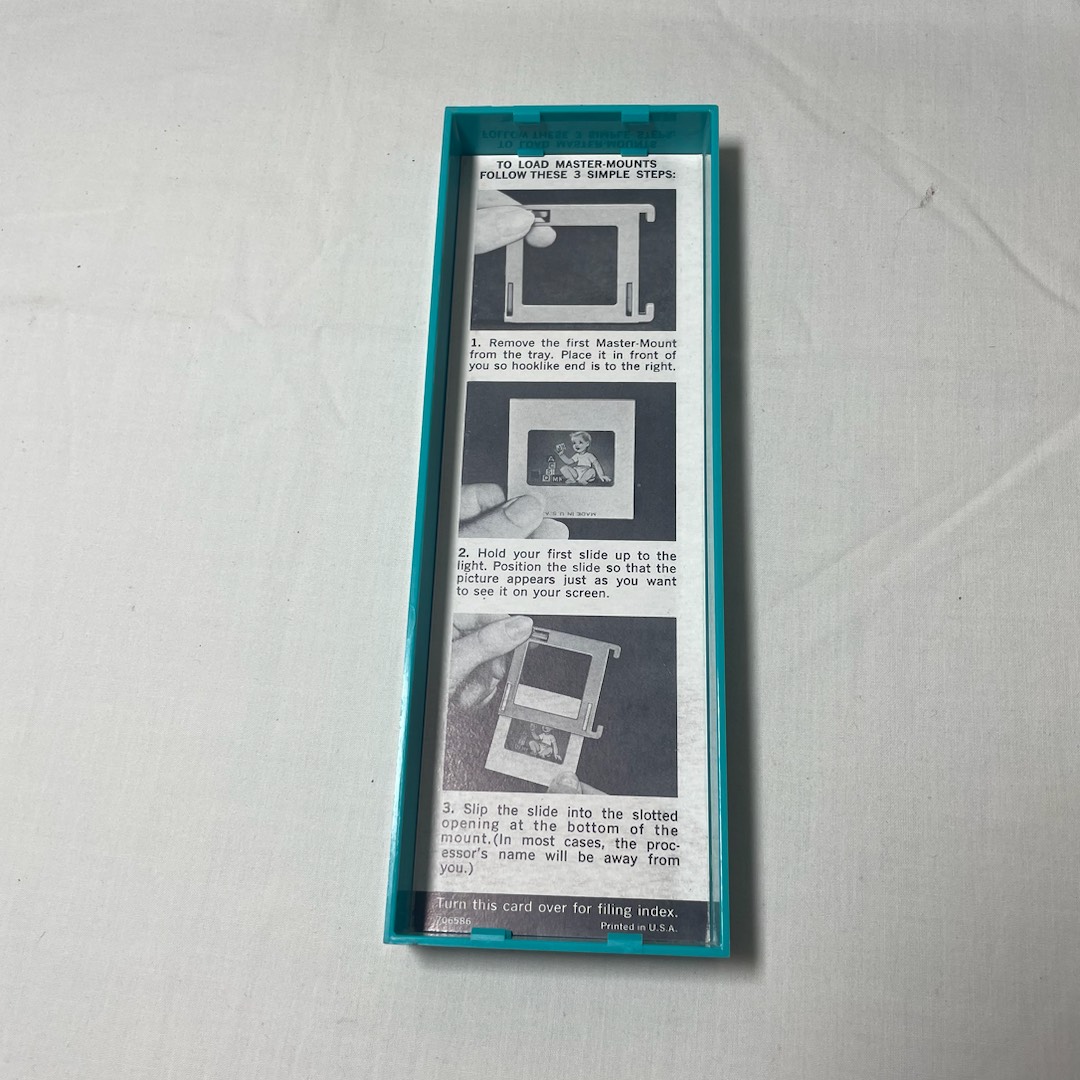 TO LOAD MASTER-MOUNTS
FOLLOW THESE 3 SIMPLE STEPS:
1. Remove the first Master-Mount
from the tray. Place it in front of
you so hooklike end is to the right.
MADE IN U.S.A.
2. Hold your first slide up to the
light. Position the slide so that the
picture appears just as you want
to see it on your screen.
3. Slip the slide into the slotted
opening at the bottom of the
mount.(In most cases, the proc-
essor's name will be away from
you.)
Turn this card over for filing index.
706586
Printed in U.S.A.